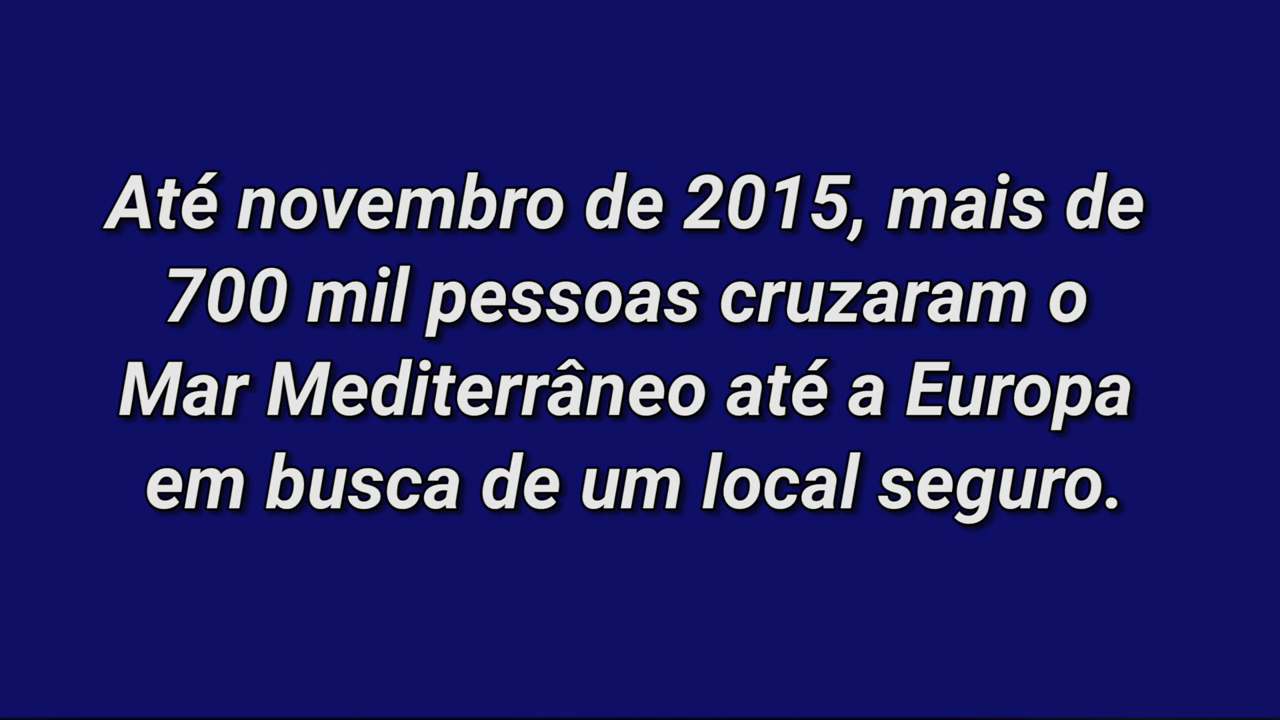 Até novembro de 2015, mais de
700 mil pessoas cruzaram o
Mar Mediterrâneo até a Europa
em busca de um local seguro.